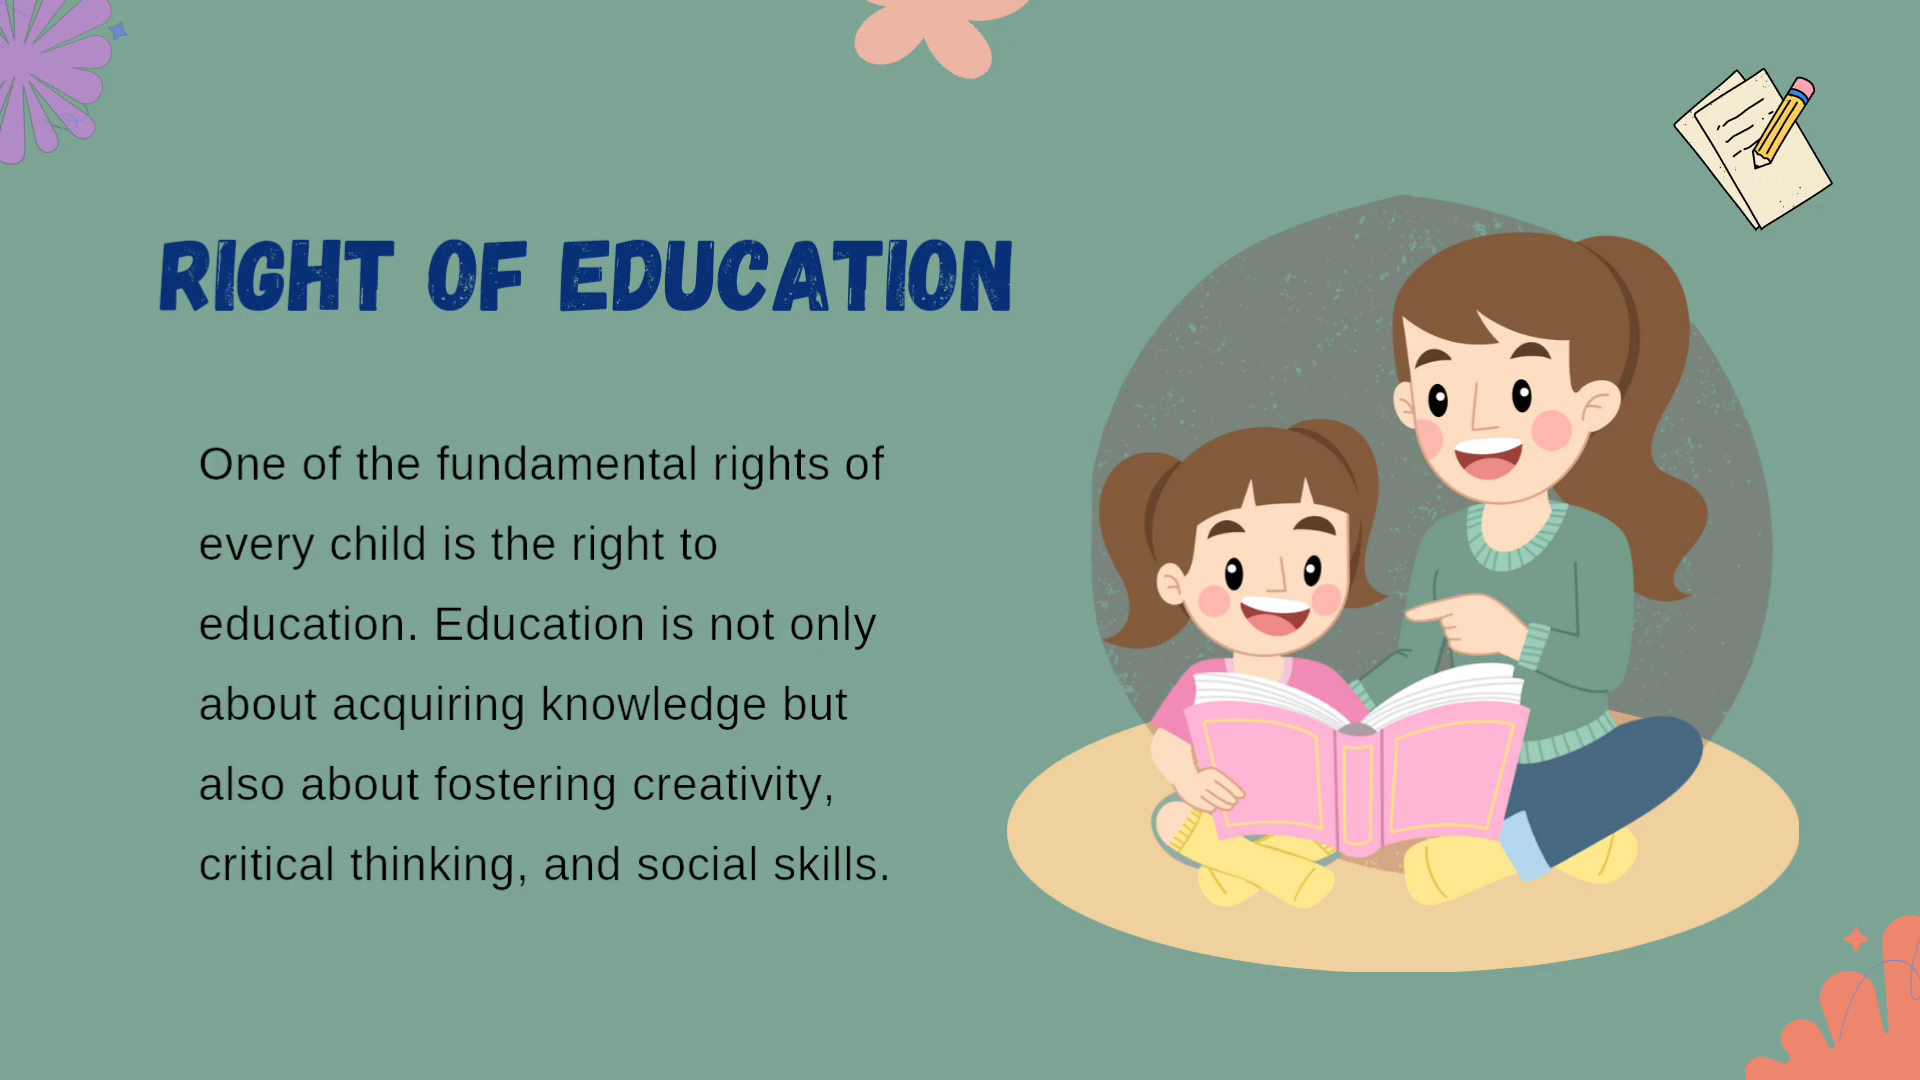 RIGHT OF EDUCATION
One of the fundamental rights of
every child is the right to
education. Education is not only
about acquiring knowledge but
also about fostering creativity,
critical thinking, and social skills.